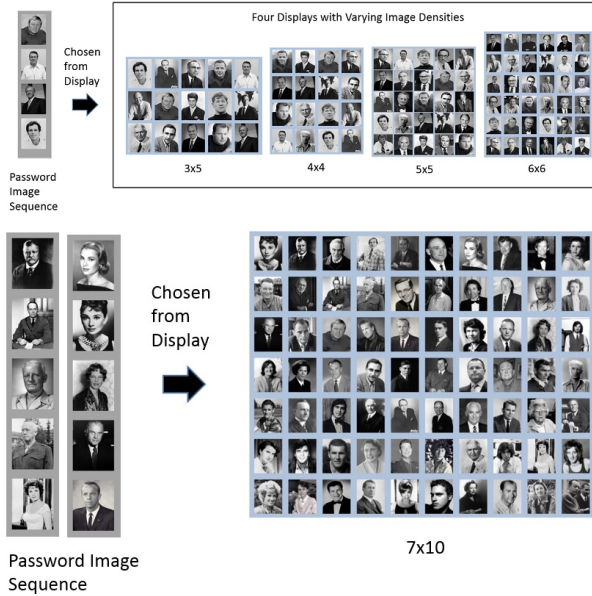 Four Displays with Varying Image Densities
Chosen
from
Display
3x5
4x4
5x5
6x6
Password
Image
Sequence
Chosen
from
Display
7x10
Password Image
Sequence